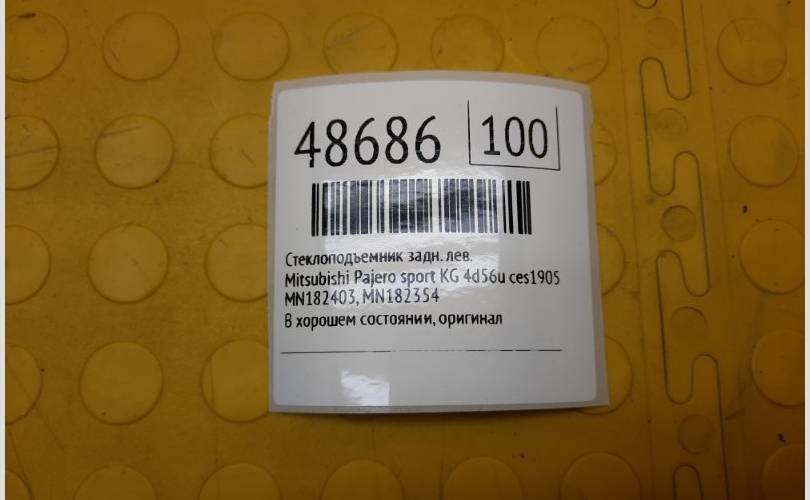 48686 100
Стеклоподъемник задн. лев.
Mitsubishi Pajero sport KG 4d56u ces1905
MN182403, MN182354
В хорошем состоянии, оригинал